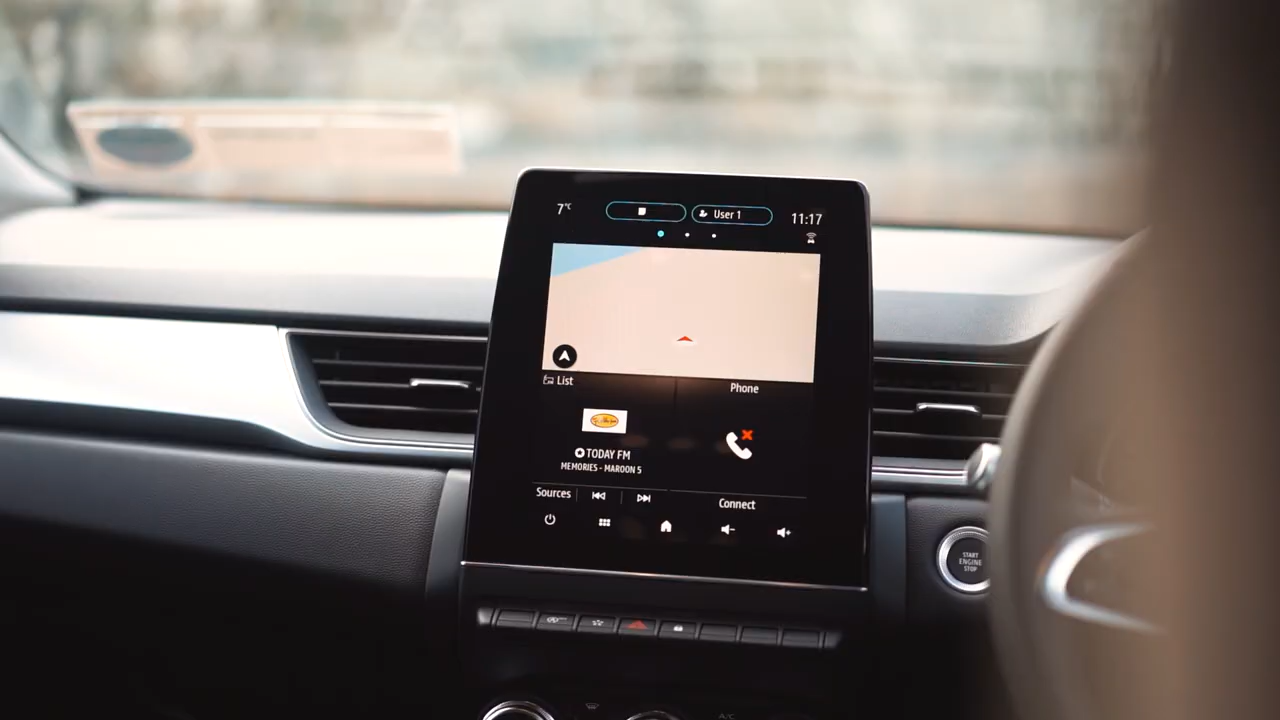 7°C
User 1
11:17
List
Phone
TODAY FM
MEMORIES - MAROON 5
Sources
Connect
START
ENGINE
STOP
A/C